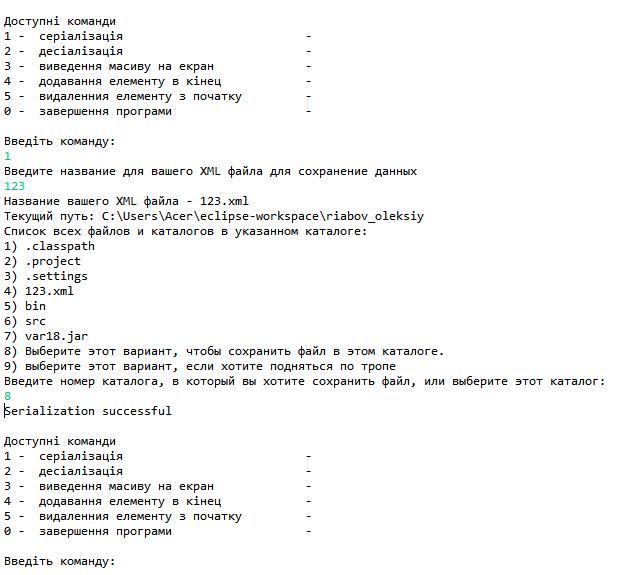 Доступні команди
1 - серіалізація -
2 - десіалізація -
3 - виведення масиву на екран -
4 - додавання елементу в кінец -
5 - видаленния елементу з початку -
0 - завершення програми -
Введіть команду:
1
Введите название для вашего XML файла для сохранение данных
123
Название вашего XML файла - 123.xml
Текущий путь: C:\Users\Acer\eclipse-workspace\riabov_oleksiy
Список всех файлов и каталогов в указанном каталоге:
1) .classpath
2) .project
3) .settings
4) 123.xml
5) bin
6) src
7) var18.jar
8) Выберите этот вариант, чтобы сохранить файл в этом каталоге.
9) выберите этот вариант, если хотите подняться по тропе
Введите номер каталога, в который вы хотите сохранить файл, или выберите этот каталог:
8
Serialization successful
Доступні команди
1 - серіалізація -
2 - десіалізація -
3 - виведення масиву на екран -
4 - додавання елементу в кінец -
5 - видаленния елементу з початку -
0 - завершення програми -
Введіть команду: